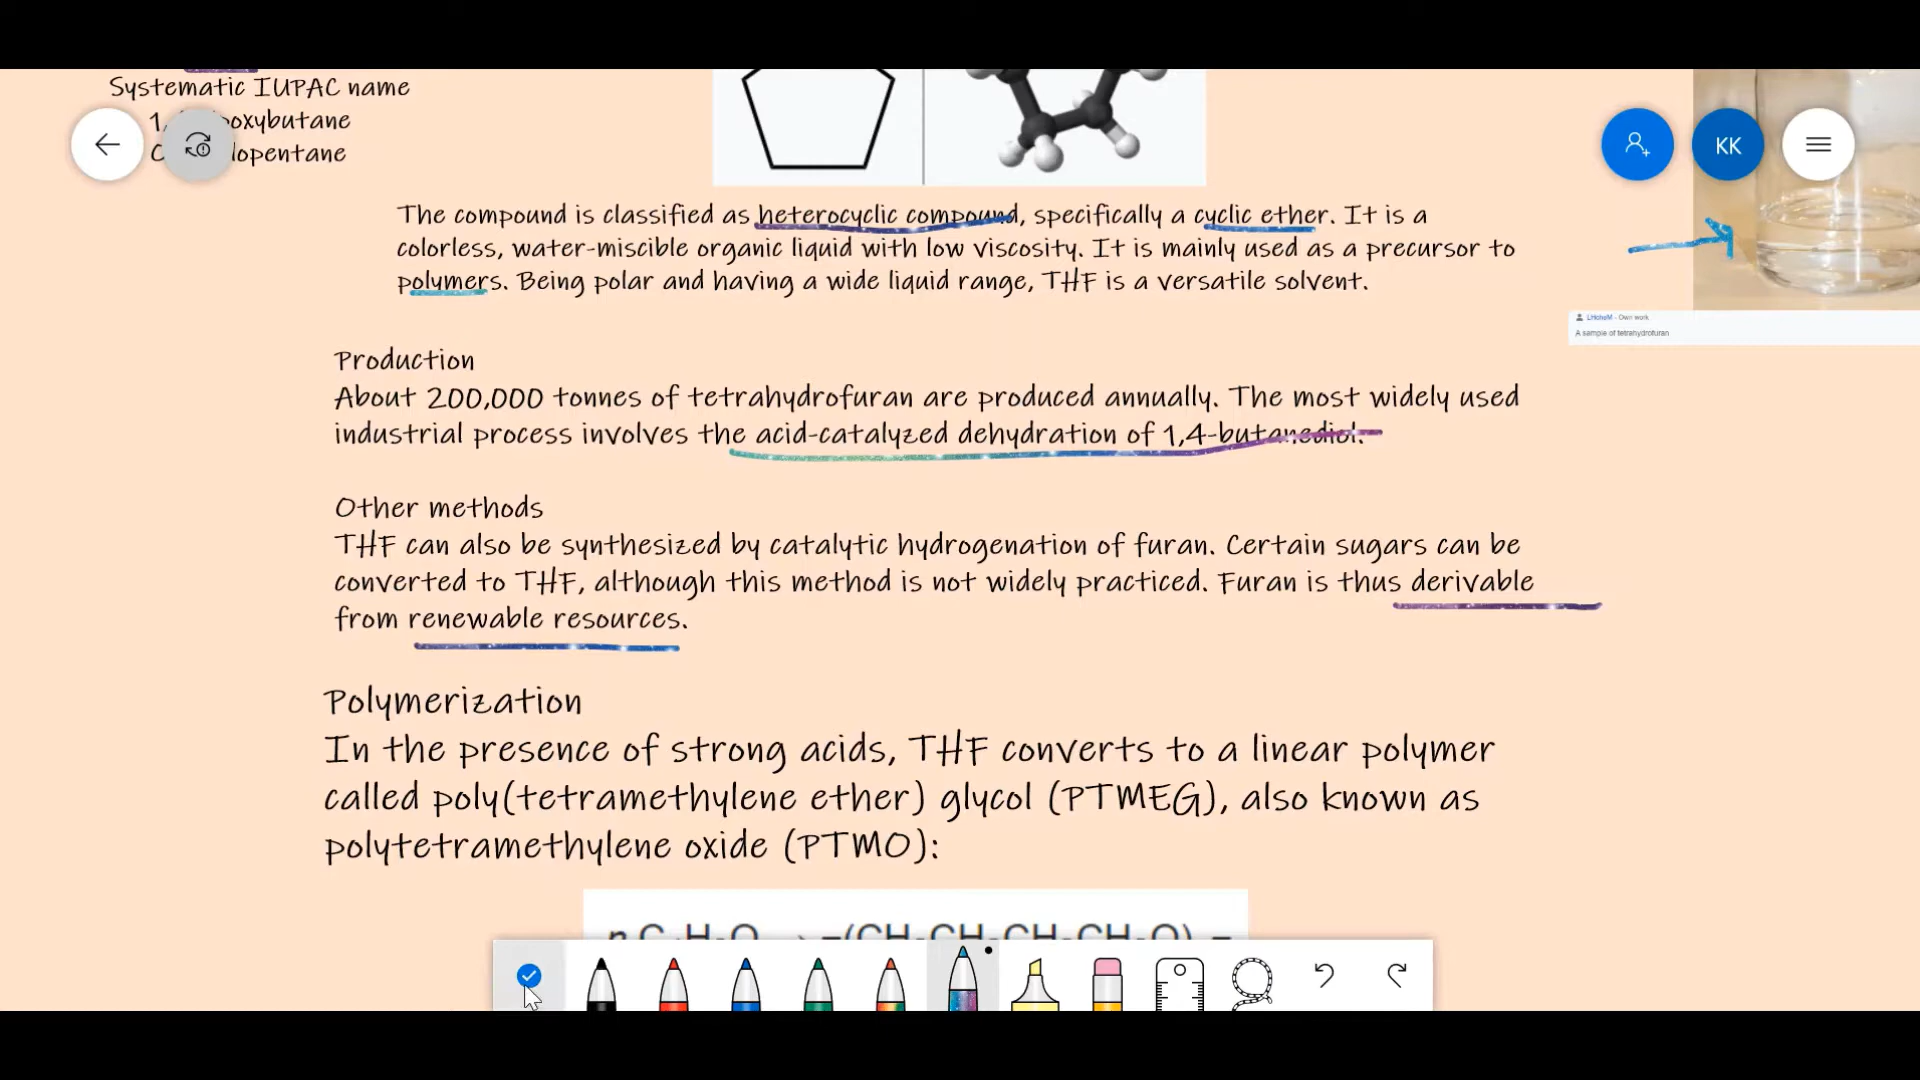 Systematic IUPAC name
oxybutane
lopentane
KK
The compound is classified as heterocyclic compound, specifically a cyclic ether. It is a
colorless, water-miscible organic liquid with low viscosity. It is mainly used as a precursor to
polymers. Being polar and having a wide liquid range, THF is a versatile solvent.
LHcheM - Own work
A sample of tetrahydrofuran
Production
About 200,000 tonnes of tetrahydrofuran are produced annually. The most widely used
industrial process involves the acid-catalyzed dehydration of 1,4-butanediol.
Other methods
THF can also be synthesized by catalytic hydrogenation of furan. Certain sugars can be
converted to THF, although this method is not widely practiced. Furan is thus derivable
from renewable resources.
Polymerization
In the presence of strong acids, THF converts to a linear polymer
called poly(tetramethylene ether) glycol (PTMEG), also known as
polytetramethylene oxide (PTMO):